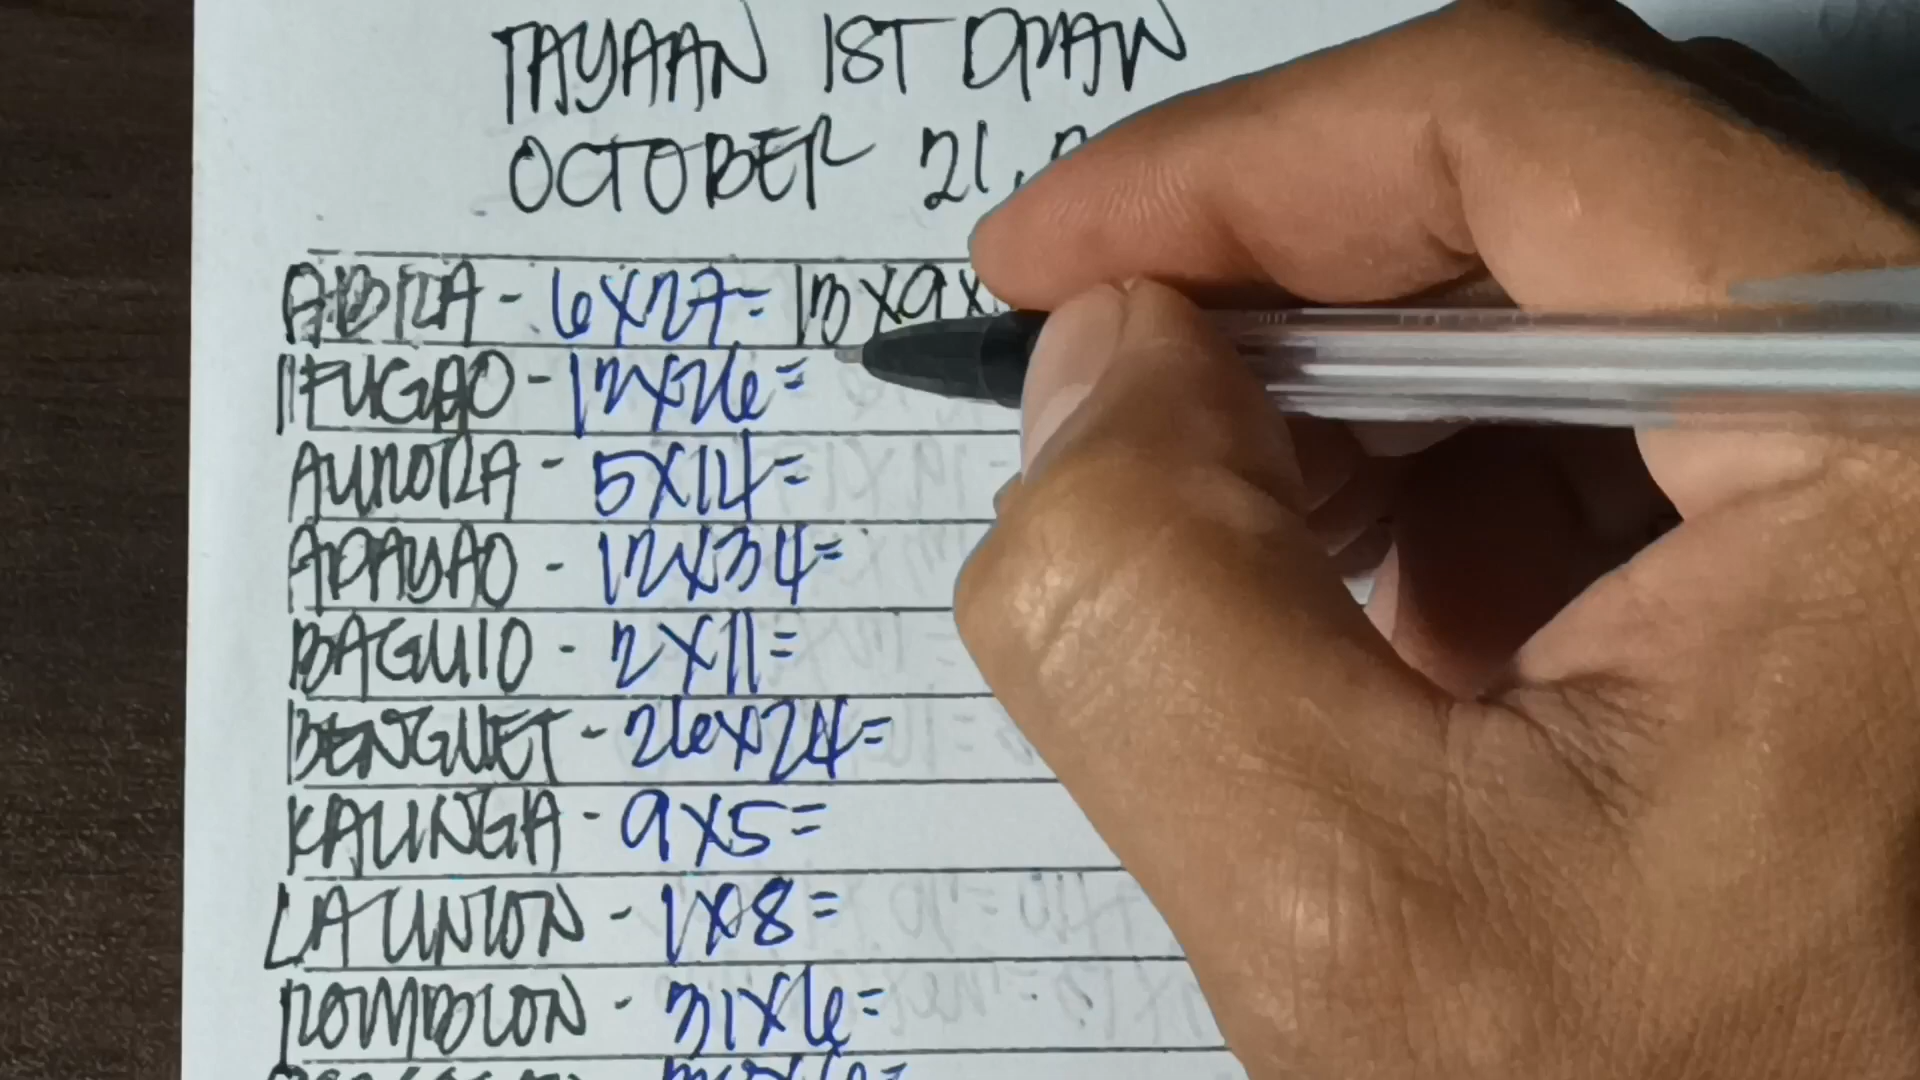 TAYAAN 1ST DRAW
OCTOBER 21,
ABRA - 6X27= 13X9X
IFUGAO - 12X26=
AURORA - 5X14=
APAYAO - 12X34=
BAGUIO - 2X11=
BENGUET - 26X24=
KALINGA - 9X5=
LA UNION - 1X8=
ROMBLON - 31X6=